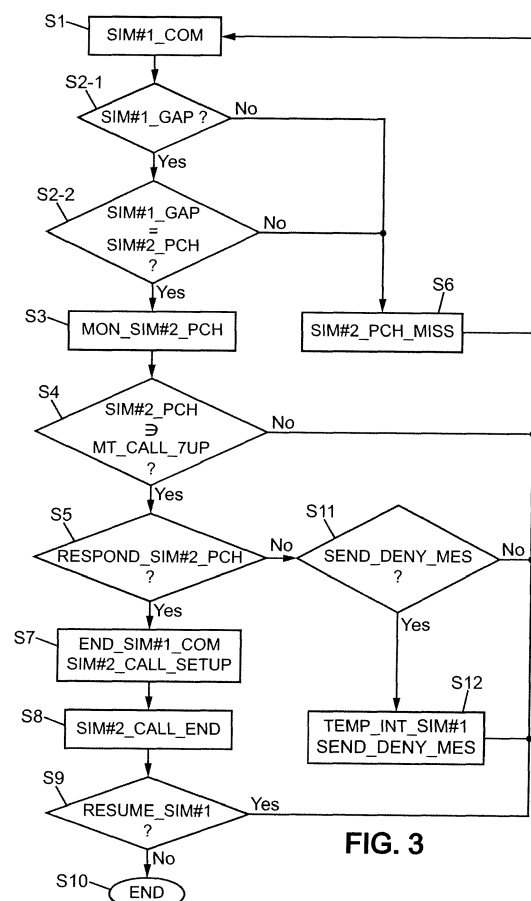 S1
SIM#1_COM
S2-1
SIM#1_GAP ?
No
Yes
S2-2
SIM#1_GAP
=
SIM#2_PCH
?
No
Yes
S3
MON_SIM#2_PCH
S6
SIM#2_PCH_MISS
S4
SIM#2_PCH
∋
MT_CALL_7UP
?
No
Yes
S5
RESPOND_SIM#2_PCH
?
No
Yes
S11
SEND_DENY_MES
?
No
Yes
S7
END_SIM#1_COM
SIM#2_CALL_SETUP
S12
TEMP_INT_SIM#1
SEND_DENY_MES
S8
SIM#2_CALL_END
S9
RESUME_SIM#1
?
Yes
No
S10
END
FIG. 3